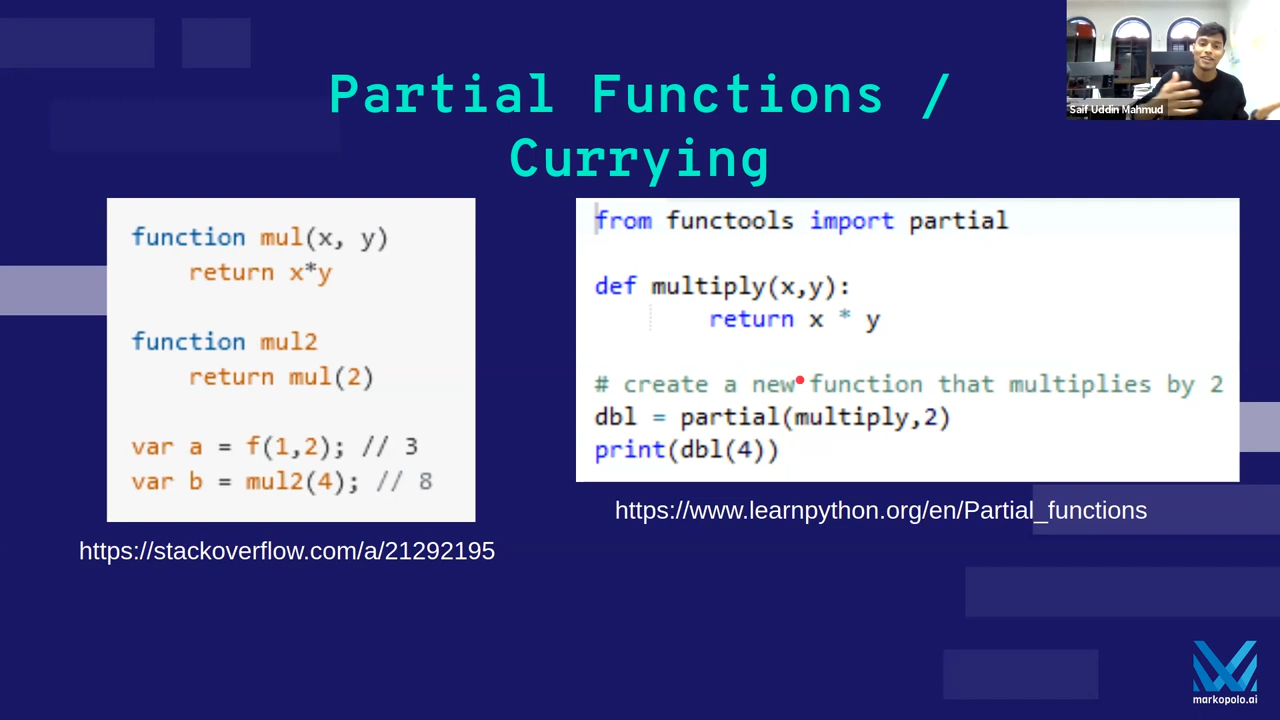 Partial Functions /
Currying
Saif Uddin Mahmud
function mul(x, y)
return x*y
function mul2
return mul(2)
var a = f(1,2); // 3
var b = mul2(4); // 8
https://stackoverflow.com/a/21292195
from functools import partial
def multiply(x,y):
return x * y
# create a new function that multiplies by 2
dbl = partial(multiply,2)
print(dbl(4))
https://www.learnpython.org/en/Partial_functions
markopolo.ai